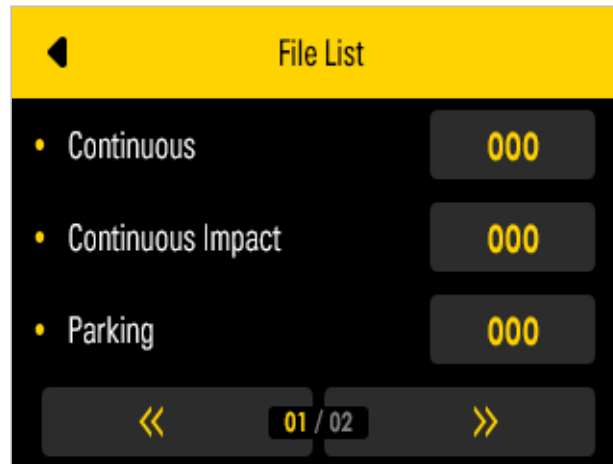 File List
• Continuous 000
• Continuous Impact 000
• Parking 000
« 01 / 02 »